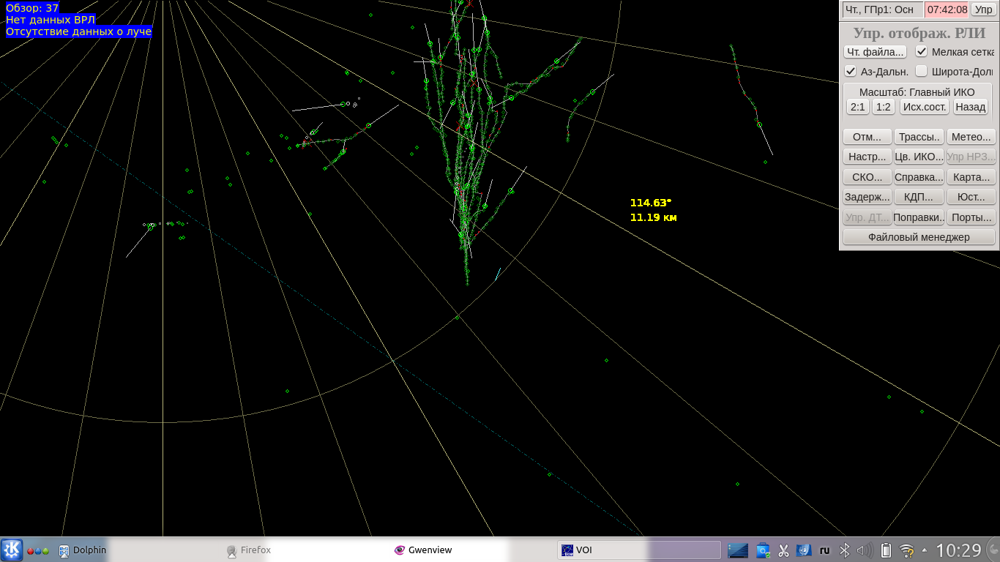 Обзор: 37
Нет данных ВРЛ
Отсутствие данных о луче
114.63°
11.19 км
Чт., ГПр1: Осн 07:42:08 Упр
Упр. отображ. РЛИ
Чт. файла... Мелкая сетка
Аз-Дальн. Широта-Дол
Масштаб: Главный ИКО
2:1 1:2 Исх.сост. Назад
Отм... Трассы.. Метео...
Настр... Цв. ИКО... Упр НРЗ...
СКО... Справка... Карта...
Задерж... КДП... Юст...
Упр. ДТ... Поправки.. Порты...
Файловый менеджер
Dolphin Firefox Gwenview VOI ru 10:29